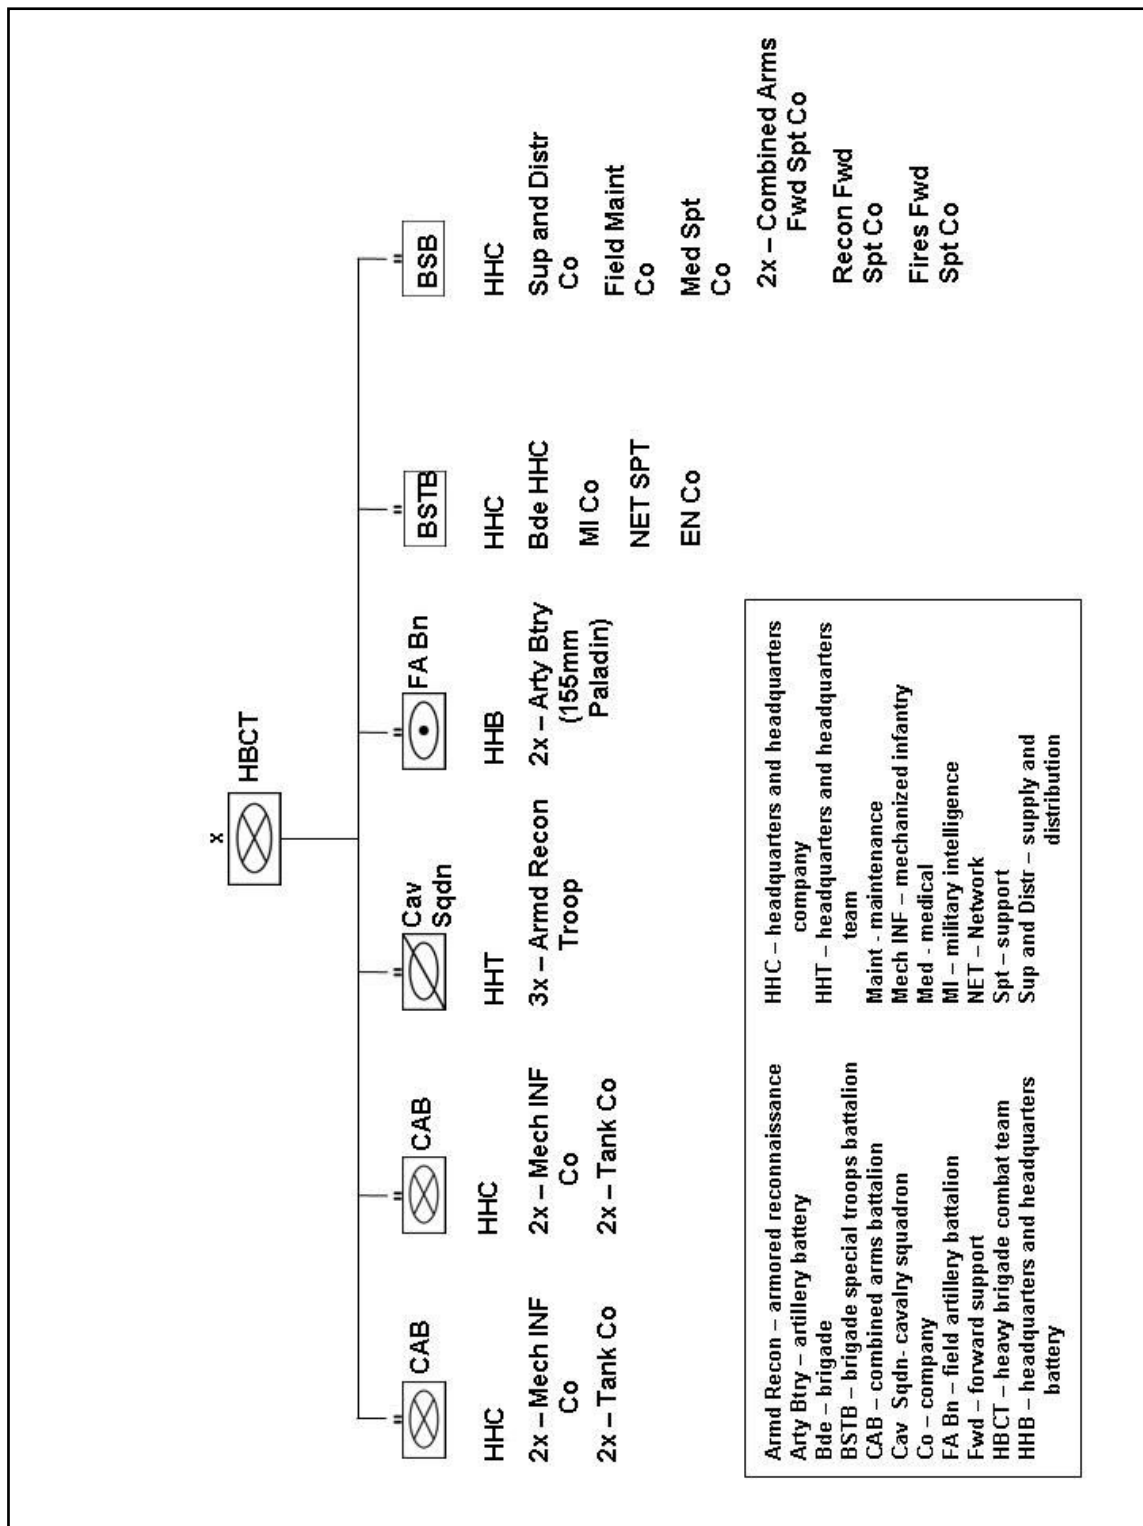 x
HBCT
CAB
HHC
2x – Mech INF
Co
2x – Tank Co
CAB
HHC
2x – Mech INF
Co
2x – Tank Co
Cav
Sqdn
HHT
3x – Armd Recon
Troop
FA Bn
HHB
2x – Arty Btry
(155mm
Paladin)
BSTB
HHC
Bde HHC
MI Co
NET SPT
EN Co
BSB
HHC
Sup and Distr
Co
Field Maint
Co
Med Spt
Co
2x – Combined Arms
Fwd Spt Co
Recon Fwd
Spt Co
Fires Fwd
Spt Co
Armd Recon – armored reconnaissance
Arty Btry – artillery battery
Bde – brigade
BSTB – brigade special troops battalion
CAB – combined arms battalion
Cav Sqdn- cavalry squadron
Co – company
FA Bn – field artillery battalion
Fwd – forward support
HBCT – heavy brigade combat team
HHB – headquarters and headquarters
battery
HHC – headquarters and headquarters
company
HHT – headquarters and headquarters
team
Maint - maintenance
Mech INF – mechanized infantry
Med - medical
MI – military intelligence
NET – Network
Spt – support
Sup and Distr – supply and
distribution